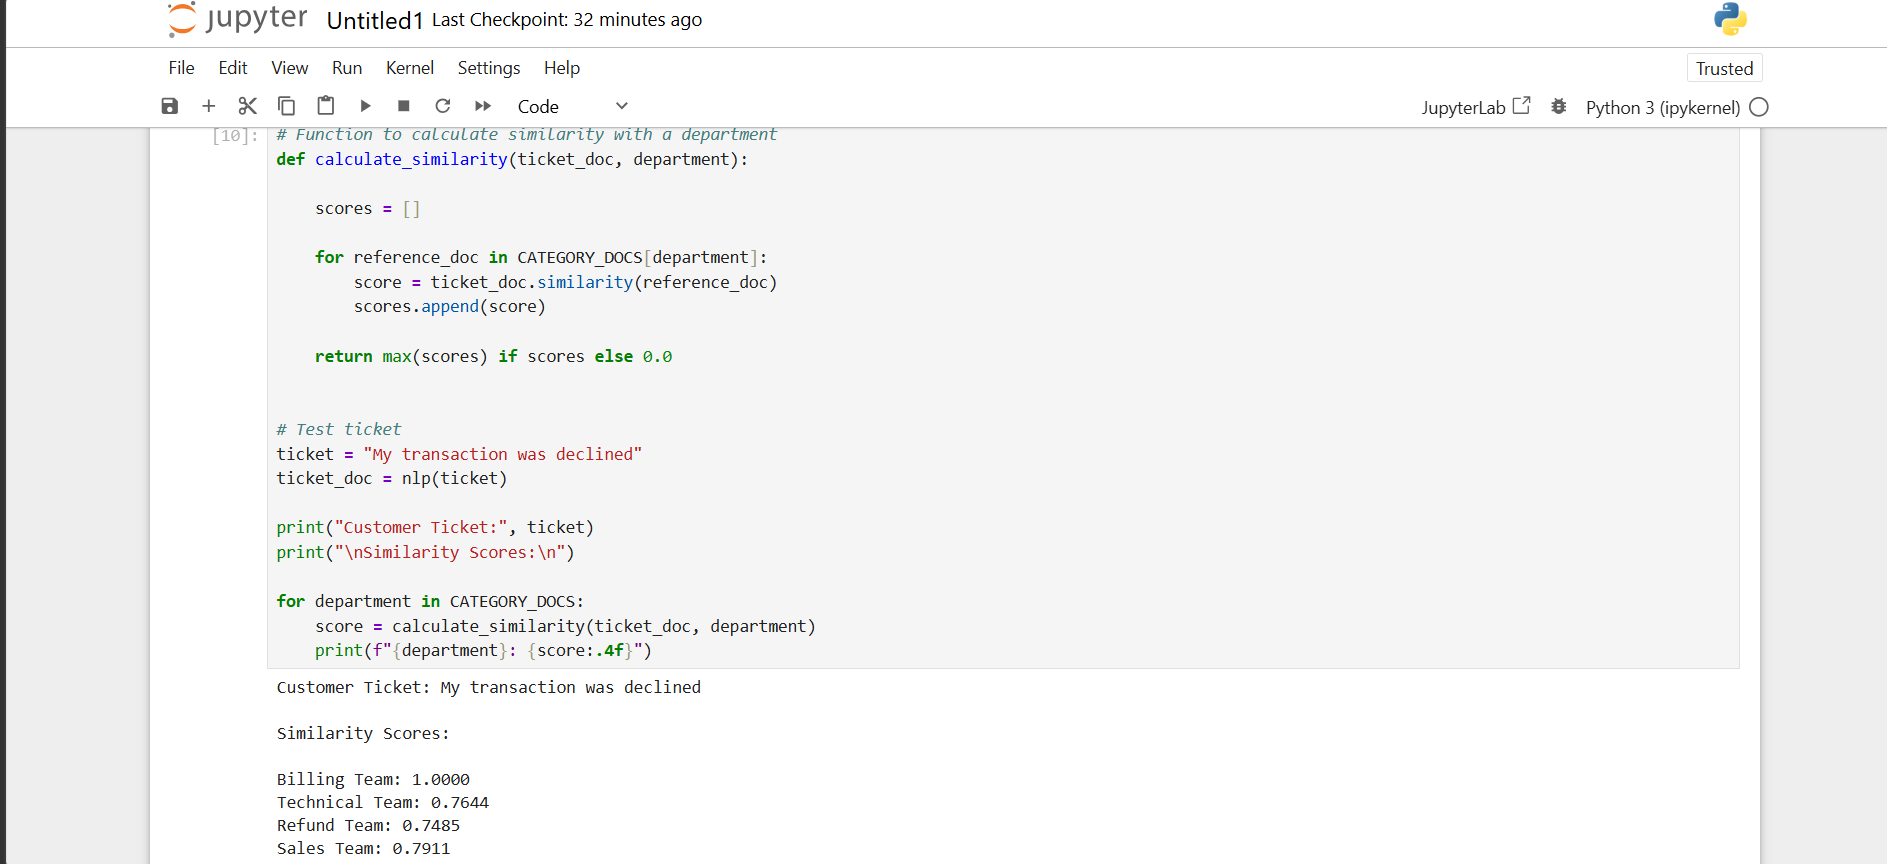 jupyter Untitled1 Last Checkpoint: 32 minutes ago
File Edit View Run Kernel Settings Help
Trusted
Code
JupyterLab
Python 3 (ipykernel)
[10]:
# Function to calculate similarity with a department
def calculate_similarity(ticket_doc, department):
    scores = []
    for reference_doc in CATEGORY_DOCS[department]:
        score = ticket_doc.similarity(reference_doc)
        scores.append(score)
    return max(scores) if scores else 0.0
# Test ticket
ticket = "My transaction was declined"
ticket_doc = nlp(ticket)
print("Customer Ticket:", ticket)
print("\nSimilarity Scores:\n")
for department in CATEGORY_DOCS:
    score = calculate_similarity(ticket_doc, department)
    print(f"{department}: {score:.4f}")
Customer Ticket: My transaction was declined
Similarity Scores:
Billing Team: 1.0000
Technical Team: 0.7644
Refund Team: 0.7485
Sales Team: 0.7911